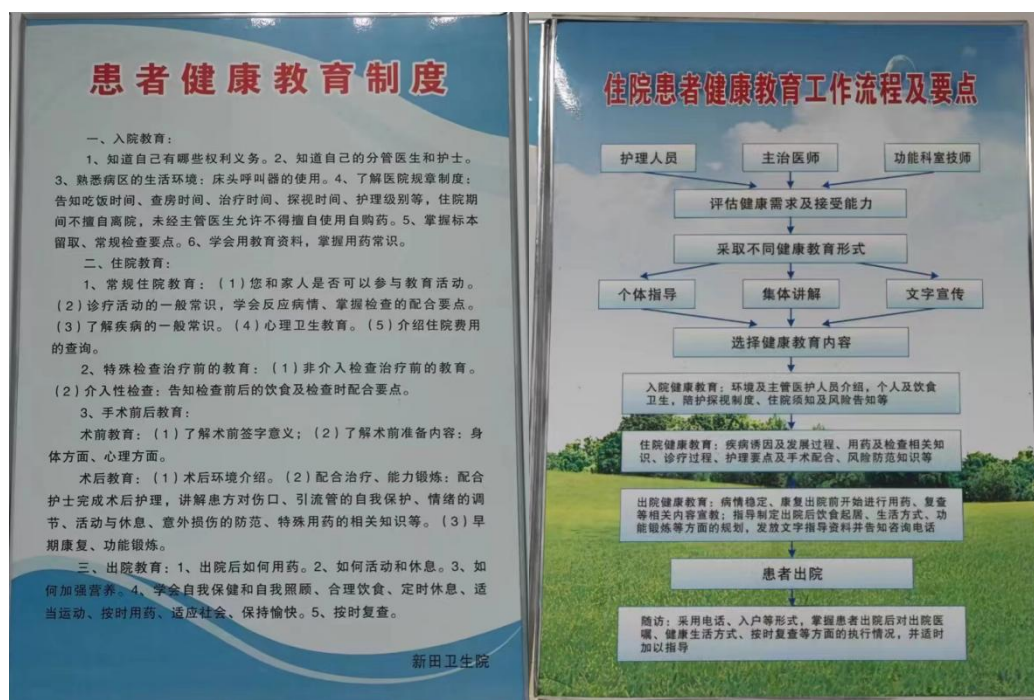 患者健康教育制度
一、入院教育：
1、知道自己有哪些权利义务。2、知道自己的分管医生和护士。
3、熟悉病区的生活环境：床头呼叫器的使用。4、了解医院规章制度：
告知吃饭时间、查房时间、治疗时间、探视时间、护理级别等，住院期
间不擅自离院，未经主管医生允许不得擅自使用自购药。5、掌握标本
留取、常规检查要点。6、学会用教育资料，掌握用药常识。
二、住院教育：
1、常规住院教育：（1）您和家人是否可以参与教育活动。
（2）诊疗活动的一般常识，学会反应病情、掌握检查的配合要点。
（3）了解疾病的一般常识。（4）心理卫生教育。（5）介绍住院费用
的查询。
2、特殊检查治疗前的教育：（1）非介入检查治疗前的教育。
（2）介入性检查：告知检查前后的饮食及检查时配合要点。
3、手术前后教育：
术前教育：（1）了解术前签字意义；（2）了解术前准备内容：身
体方面、心理方面。
术后教育：（1）术后环境介绍。（2）配合治疗、能力锻炼：配合
护士完成术后护理，讲解患方对伤口、引流管的自我保护、情绪的调
节、活动与休息、意外损伤的防范、特殊用药的相关知识等。（3）早
期康复、功能锻炼。
三、出院教育：1、出院后如何用药。2、如何活动和休息。3、如
何加强营养。4、学会自我保健和自我照顾、合理饮食、定时休息、适
当运动、按时用药、适应社会、保持愉快。5、按时复查。
新田卫生院
住院患者健康教育工作流程及要点
护理人员
主治医师
功能科室技师
评估健康需求及接受能力
采取不同健康教育形式
个体指导
集体讲解
文字宣传
选择健康教育内容
入院健康教育：环境及主管医护人员介绍，个人及饮食
卫生，陪护探视制度、住院须知及风险告知等
住院健康教育：疾病诱因及发展过程、用药及检查相关知
识、诊疗过程、护理要点及手术配合、风险防范知识等
出院健康教育：病情稳定、康复出院前开始进行用药、复查
等相关内容宣教；指导制定出院后饮食起居、生活方式、功
能锻炼等方面的规划，发放文字指导资料并告知咨询电话
患者出院
随访：采用电话、入户等形式，掌握患者出院后对出院医
嘱、健康生活方式、按时复查等方面的执行情况，并适时
加以指导